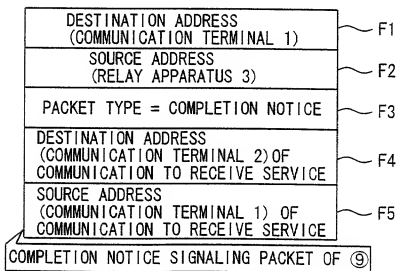 DESTINATION ADDRESS
(COMMUNICATION TERMINAL 1)
F1
SOURCE ADDRESS
(RELAY APPARATUS 3)
F2
PACKET TYPE = COMPLETION NOTICE
F3
DESTINATION ADDRESS
(COMMUNICATION TERMINAL 2)OF
COMMUNICATION TO RECEIVE SERVICE
F4
SOURCE ADDRESS
(COMMUNICATION TERMINAL 1) OF
COMMUNICATION TO RECEIVE SERVICE
F5
COMPLETION NOTICE SIGNALING PACKET OF ⑨